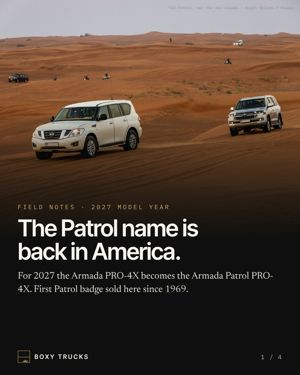 FIELD NOTES · 2027 MODEL YEAR
The Patrol name is
back in America.
For 2027 the Armada PRO-4X becomes the Armada Patrol PRO-
4X. First Patrol badge sold here since 1969.
BOXY TRUCKS
1 / 4